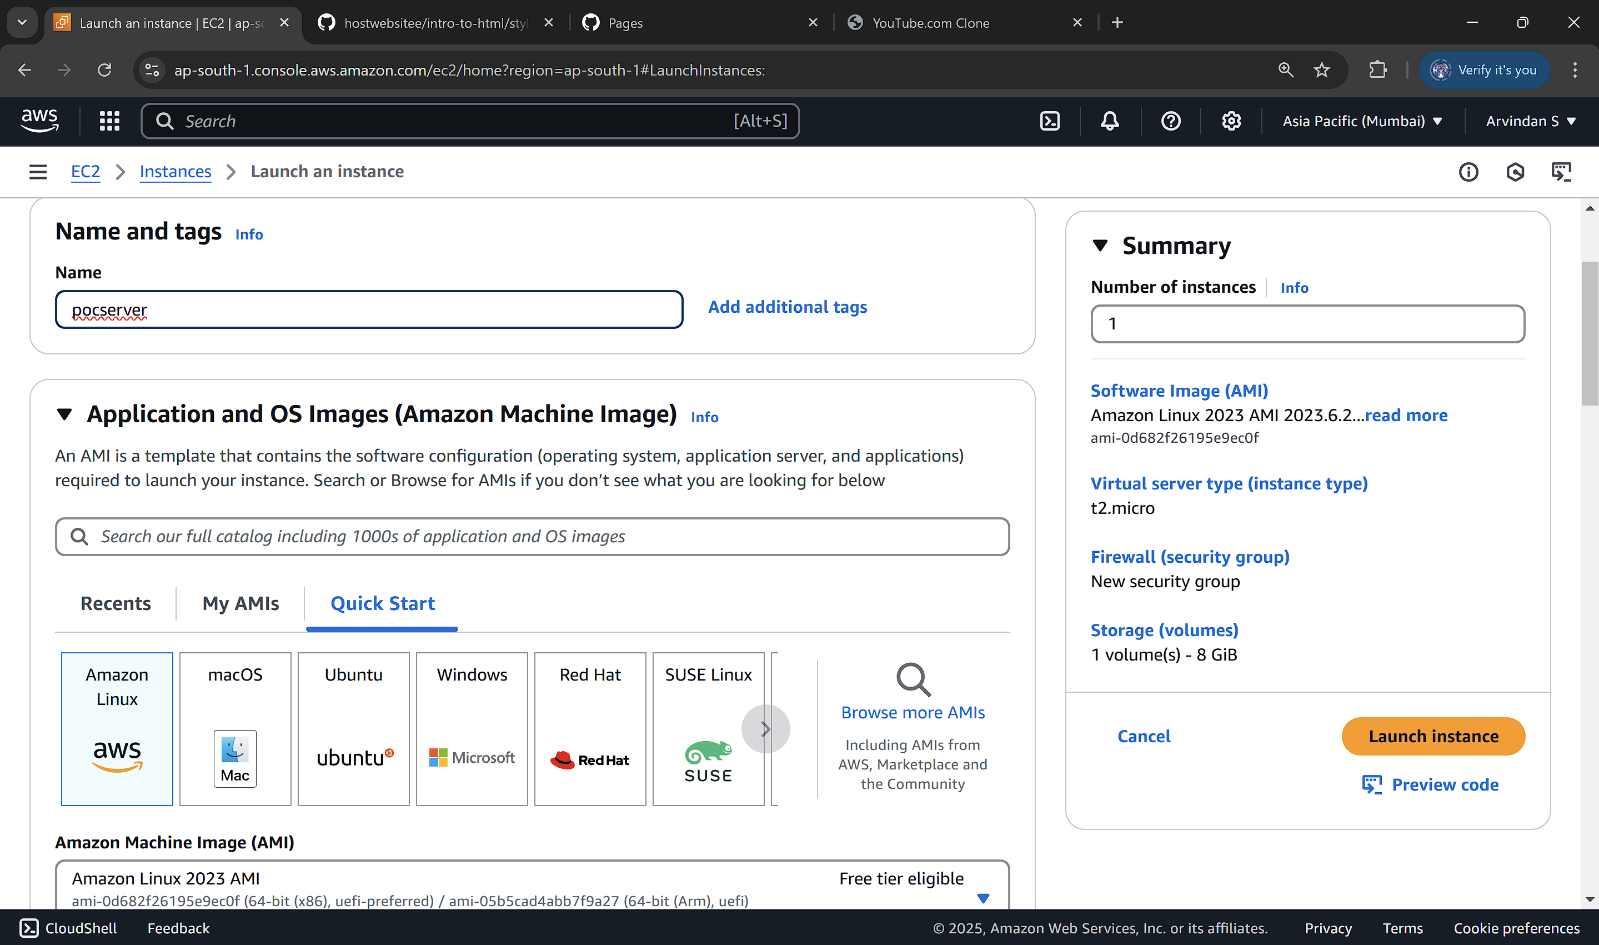 Launch an instance | EC2 | ap-so
hostwebsitee/intro-to-html/styl
Pages
YouTube.com Clone
ap-south-1.console.aws.amazon.com/ec2/home?region=ap-south-1#LaunchInstances:
Verify it's you
aws
Search
[Alt+S]
Asia Pacific (Mumbai)
Arvindan S
EC2
Instances
Launch an instance
Name and tags
Info
Name
pocserver
Add additional tags
Application and OS Images (Amazon Machine Image)
Info
An AMI is a template that contains the software configuration (operating system, application server, and applications)
required to launch your instance. Search or Browse for AMIs if you don’t see what you are looking for below
Search our full catalog including 1000s of application and OS images
Recents
My AMIs
Quick Start
Amazon
Linux
aws
macOS
Mac
Ubuntu
ubuntu
Windows
Microsoft
Red Hat
Red Hat
SUSE Linux
SUSE
Browse more AMIs
Including AMIs from
AWS, Marketplace and
the Community
Amazon Machine Image (AMI)
Amazon Linux 2023 AMI
Free tier eligible
ami-0d682f26195e9ec0f (64-bit (x86), uefi-preferred) / ami-05b5cad4abb7f9a27 (64-bit (Arm), uefi)
Summary
Number of instances
Info
1
Software Image (AMI)
Amazon Linux 2023 AMI 2023.6.2...read more
ami-0d682f26195e9ec0f
Virtual server type (instance type)
t2.micro
Firewall (security group)
New security group
Storage (volumes)
1 volume(s) - 8 GiB
Cancel
Launch instance
Preview code
CloudShell
Feedback
© 2025, Amazon Web Services, Inc. or its affiliates.
Privacy
Terms
Cookie preferences